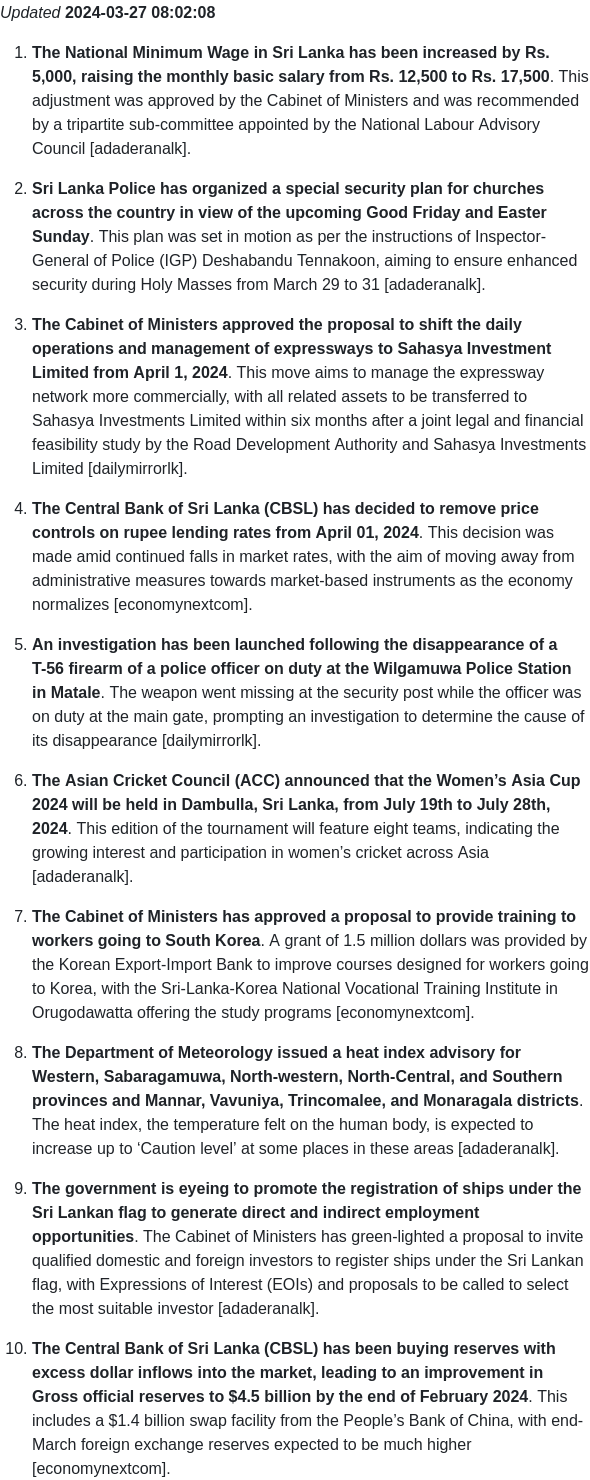 Updated 2024-03-27 08:02:08
1. The National Minimum Wage in Sri Lanka has been increased by Rs.
5,000, raising the monthly basic salary from Rs. 12,500 to Rs. 17,500. This
adjustment was approved by the Cabinet of Ministers and was recommended
by a tripartite sub-committee appointed by the National Labour Advisory
Council [adaderanalk].
2. Sri Lanka Police has organized a special security plan for churches
across the country in view of the upcoming Good Friday and Easter
Sunday. This plan was set in motion as per the instructions of Inspector-
General of Police (IGP) Deshabandu Tennakoon, aiming to ensure enhanced
security during Holy Masses from March 29 to 31 [adaderanalk].
3. The Cabinet of Ministers approved the proposal to shift the daily
operations and management of expressways to Sahasya Investment
Limited from April 1, 2024. This move aims to manage the expressway
network more commercially, with all related assets to be transferred to
Sahasya Investments Limited within six months after a joint legal and financial
feasibility study by the Road Development Authority and Sahasya Investments
Limited [dailymirrorlk].
4. The Central Bank of Sri Lanka (CBSL) has decided to remove price
controls on rupee lending rates from April 01, 2024. This decision was
made amid continued falls in market rates, with the aim of moving away from
administrative measures towards market-based instruments as the economy
normalizes [economynextcom].
5. An investigation has been launched following the disappearance of a
T-56 firearm of a police officer on duty at the Wilgamuwa Police Station
in Matale. The weapon went missing at the security post while the officer was
on duty at the main gate, prompting an investigation to determine the cause of
its disappearance [dailymirrorlk].
6. The Asian Cricket Council (ACC) announced that the Women’s Asia Cup
2024 will be held in Dambulla, Sri Lanka, from July 19th to July 28th,
2024. This edition of the tournament will feature eight teams, indicating the
growing interest and participation in women’s cricket across Asia
[adaderanalk].
7. The Cabinet of Ministers has approved a proposal to provide training to
workers going to South Korea. A grant of 1.5 million dollars was provided by
the Korean Export-Import Bank to improve courses designed for workers going
to Korea, with the Sri-Lanka-Korea National Vocational Training Institute in
Orugodawatta offering the study programs [economynextcom].
8. The Department of Meteorology issued a heat index advisory for
Western, Sabaragamuwa, North-western, North-Central, and Southern
provinces and Mannar, Vavuniya, Trincomalee, and Monaragala districts.
The heat index, the temperature felt on the human body, is expected to
increase up to ‘Caution level’ at some places in these areas [adaderanalk].
9. The government is eyeing to promote the registration of ships under the
Sri Lankan flag to generate direct and indirect employment
opportunities. The Cabinet of Ministers has green-lighted a proposal to invite
qualified domestic and foreign investors to register ships under the Sri Lankan
flag, with Expressions of Interest (EOIs) and proposals to be called to select
the most suitable investor [adaderanalk].
10. The Central Bank of Sri Lanka (CBSL) has been buying reserves with
excess dollar inflows into the market, leading to an improvement in
Gross official reserves to $4.5 billion by the end of February 2024. This
includes a $1.4 billion swap facility from the People’s Bank of China, with end-
March foreign exchange reserves expected to be much higher
[economynextcom].